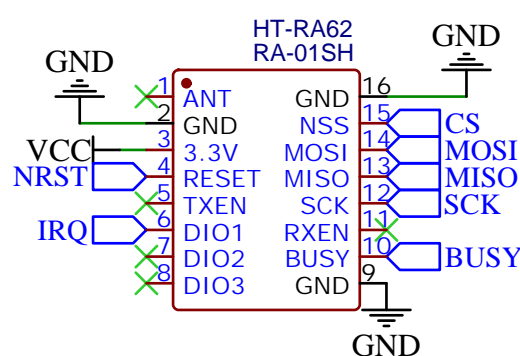 HT-RA62
RA-01SH
GND
GND
1 ANT GND 16
2 GND NSS 15 CS
VCC 3 3.3V MOSI 14 MOSI
NRST 4 RESET MISO 13 MISO
5 TXEN SCK 12 SCK
IRQ 6 DIO1 RXEN 11
7 DIO2 BUSY 10 BUSY
8 DIO3 GND 9
GND